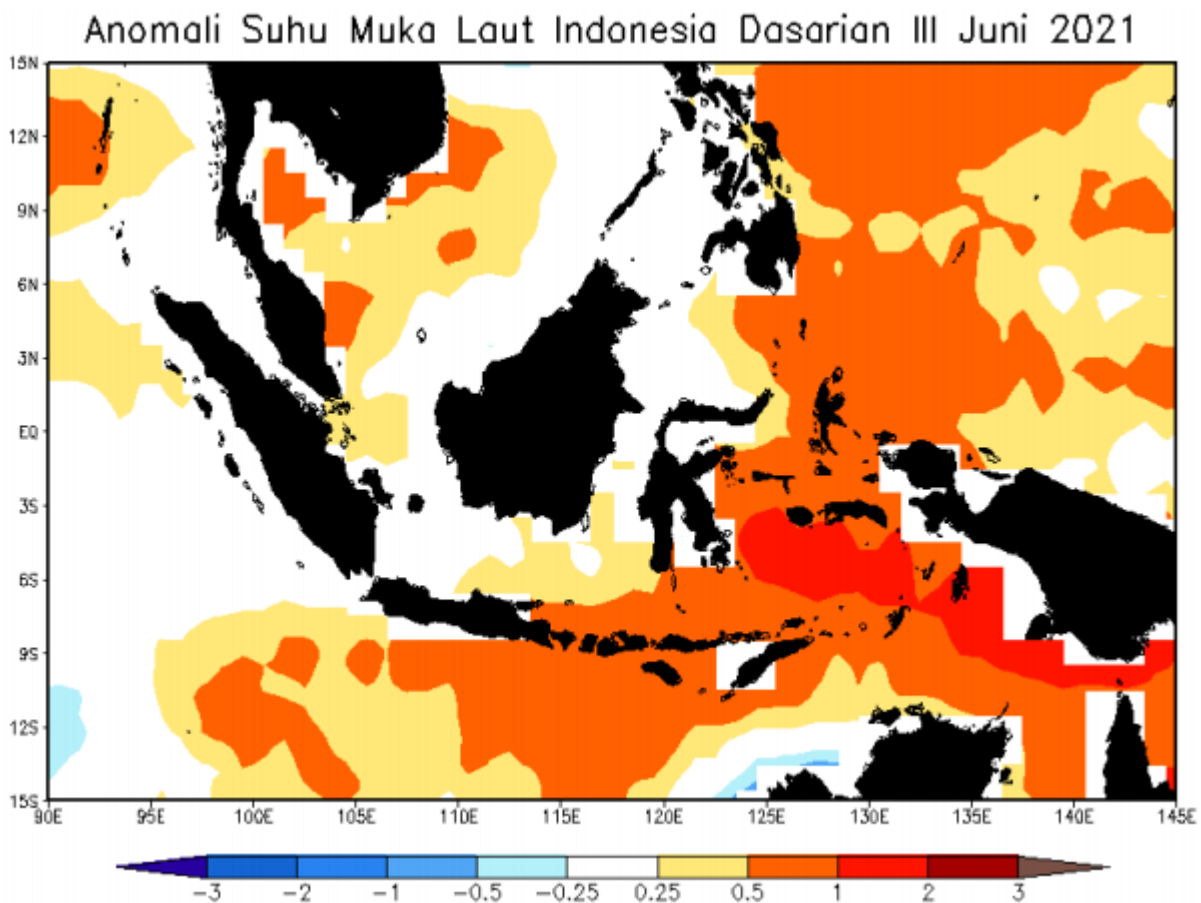 Anomali Suhu Muka Laut Indonesia Dasarian III Juni 2021
15N
12N
9N
6N
3N
EQ
3S
6S
9S
12S
15S
90E 95E 100E 105E 110E 115E 120E 125E 130E 135E 140E 145E
-3 -2 -1 -0.5 -0.25 0.25 0.5 1 2 3